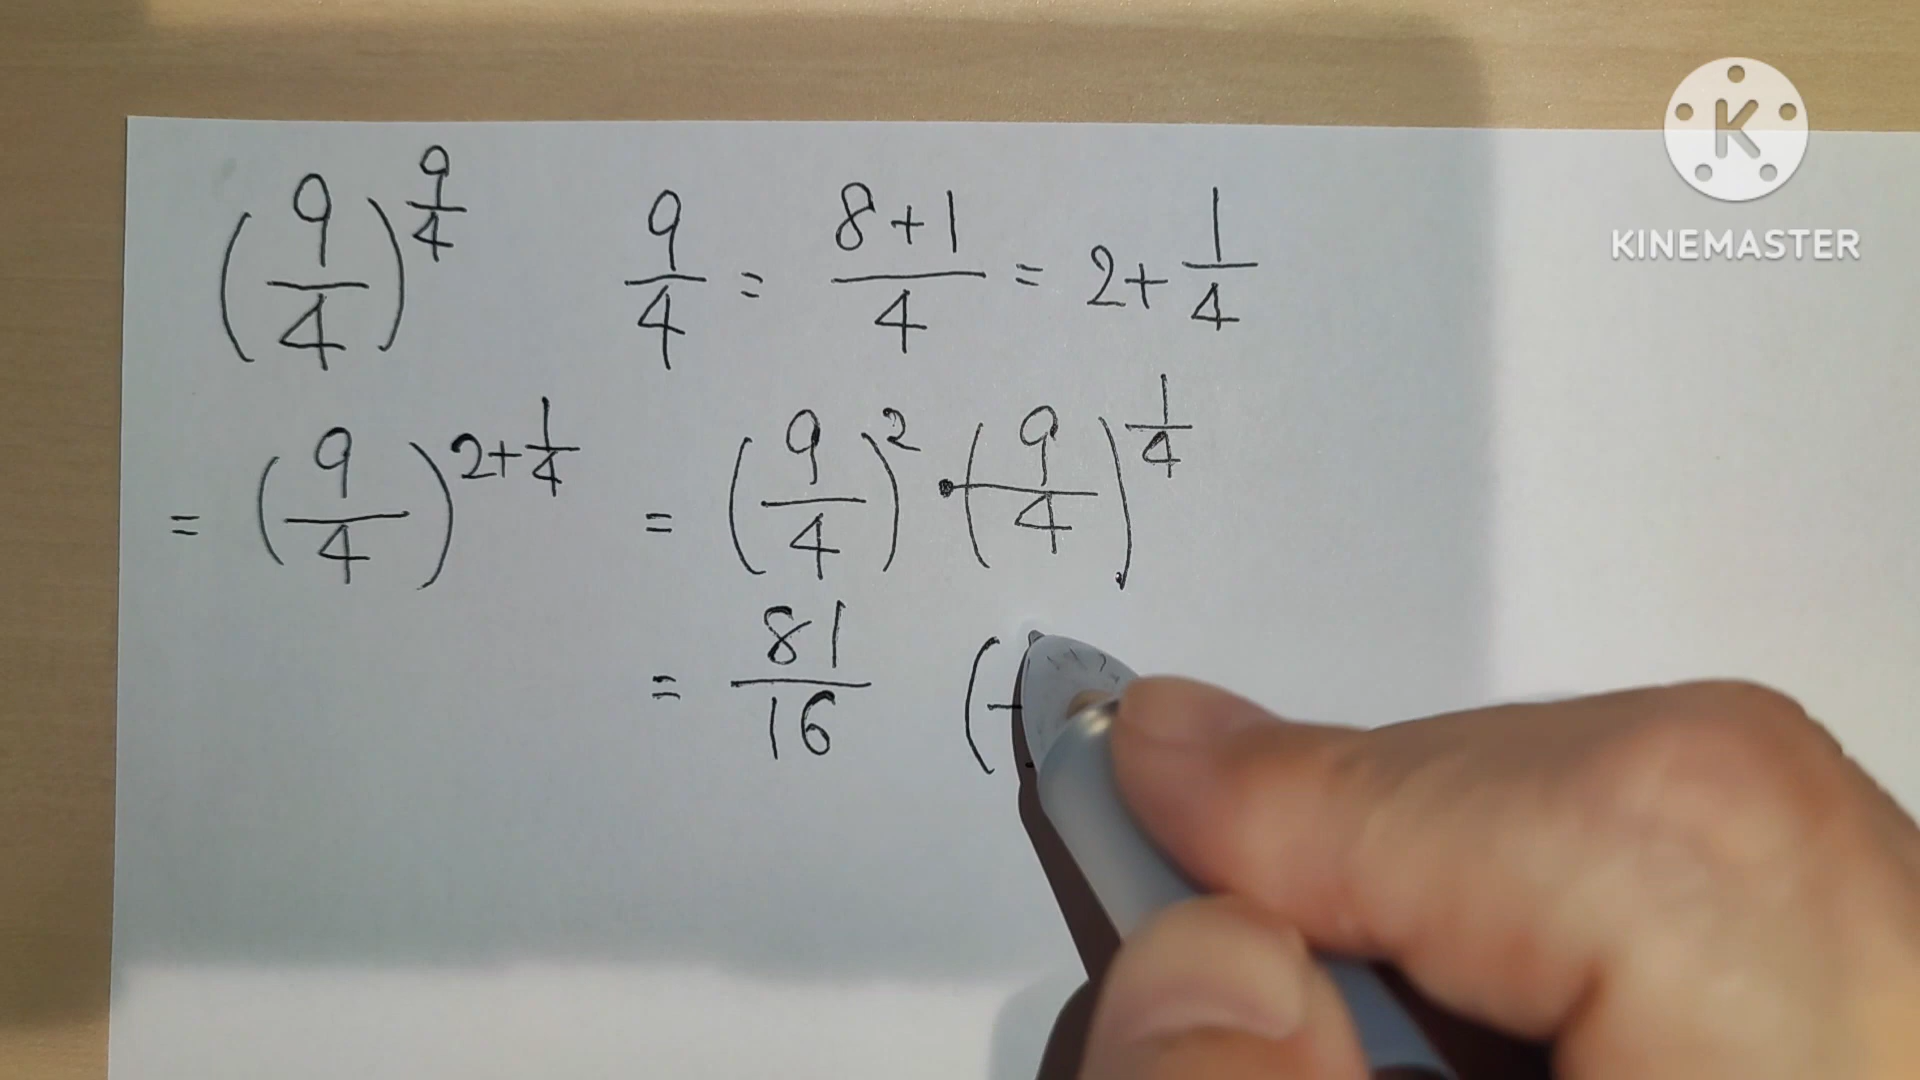 (9/4)^(9/4) 9/4 = (8+1)/4 = 2+1/4
= (9/4)^(2+1/4) = (9/4)^2 · (9/4)^(1/4)
= 81/16 (
K
KINEMASTER